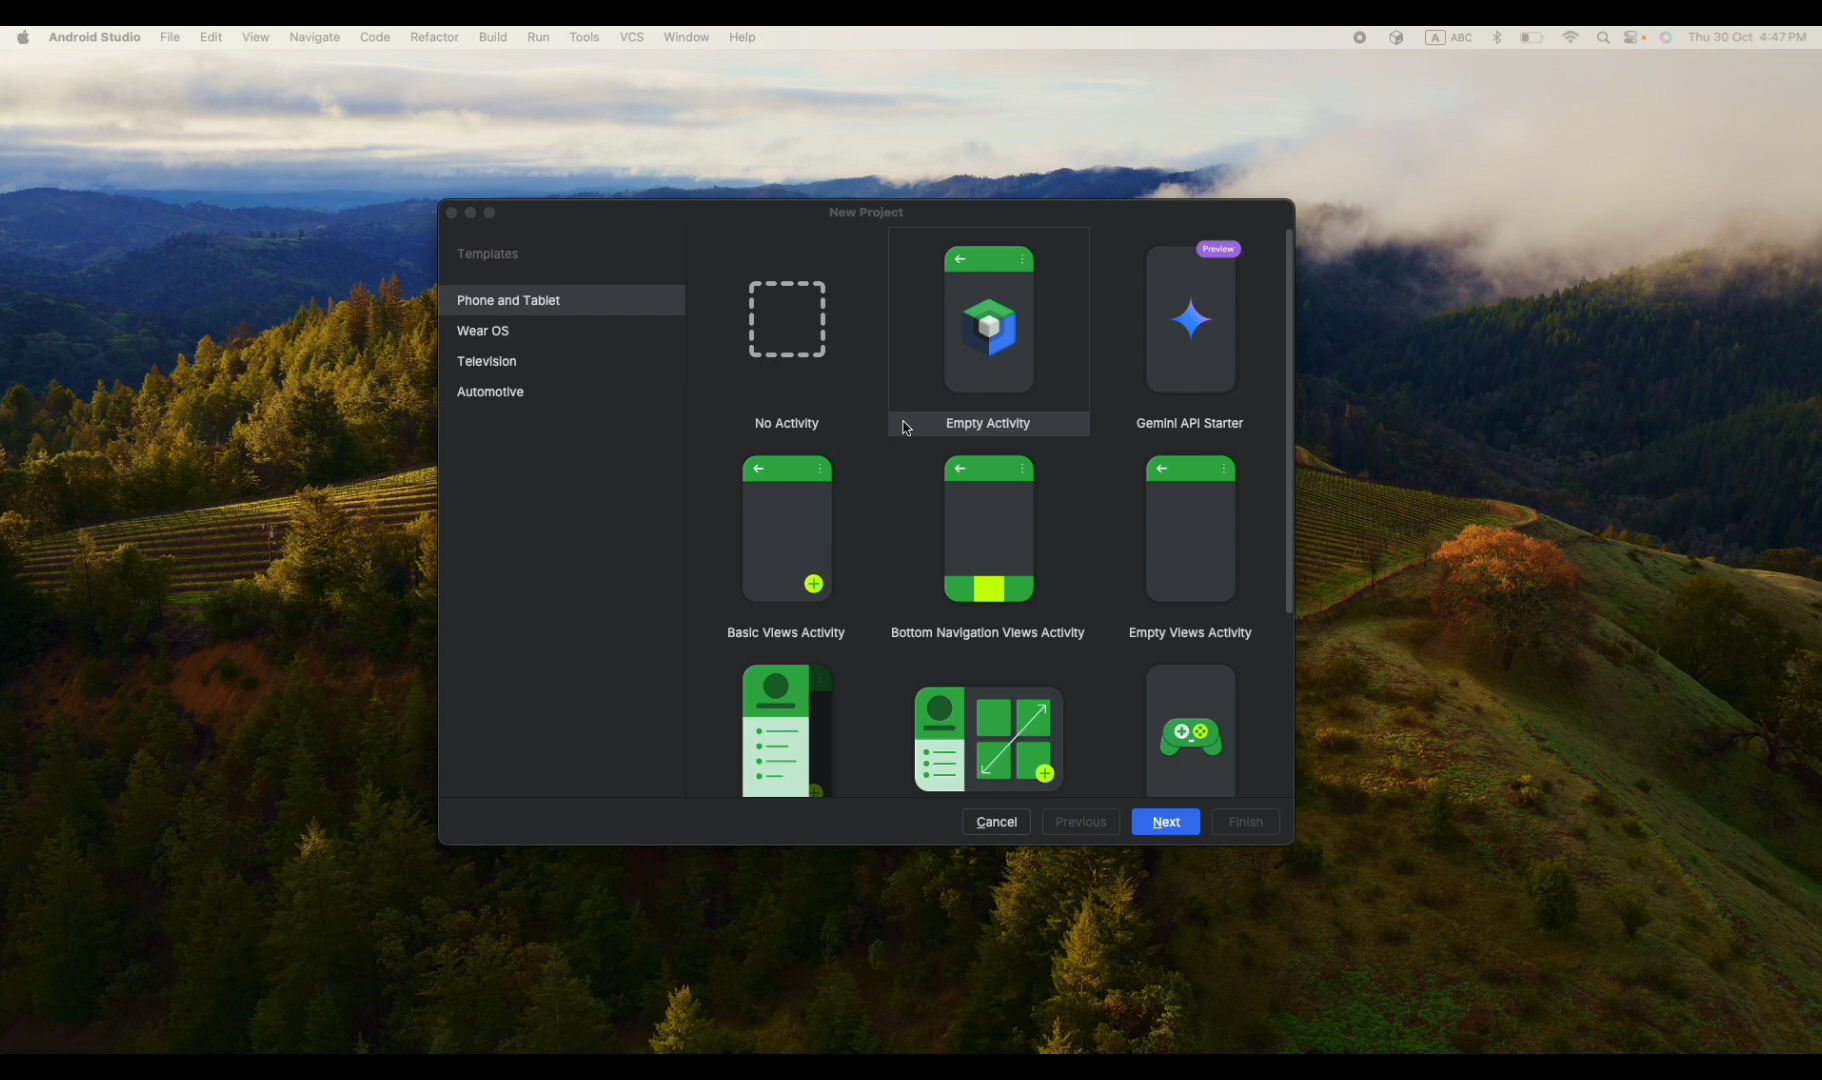 Android Studio File Edit View Navigate Code Refactor Build Run Tools VCS Window Help A ABC Thu 30 Oct 4:47 PM
New Project
Templates
Phone and Tablet
Wear OS
Television
Automotive
Preview
No Activity Empty Activity Gemini API Starter
Basic Views Activity Bottom Navigation Views Activity Empty Views Activity
Cancel Previous Next Finish